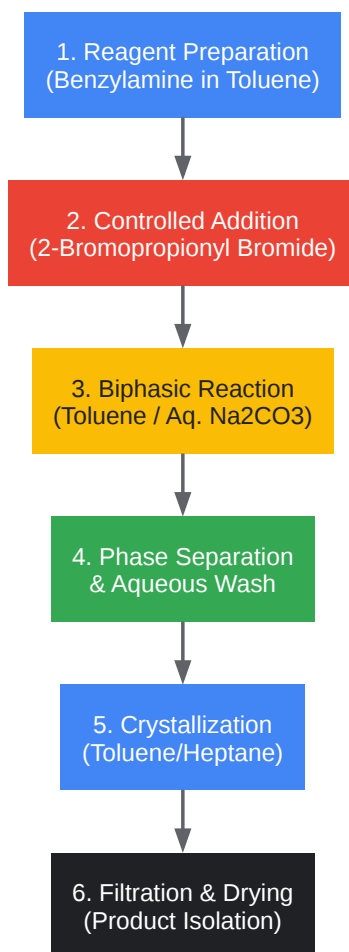 1. Reagent Preparation
(Benzylamine in Toluene)
2. Controlled Addition
(2-Bromopropionyl Bromide)
3. Biphasic Reaction
(Toluene / Aq. Na2CO3)
4. Phase Separation
& Aqueous Wash
5. Crystallization
(Toluene/Heptane)
6. Filtration & Drying
(Product Isolation)